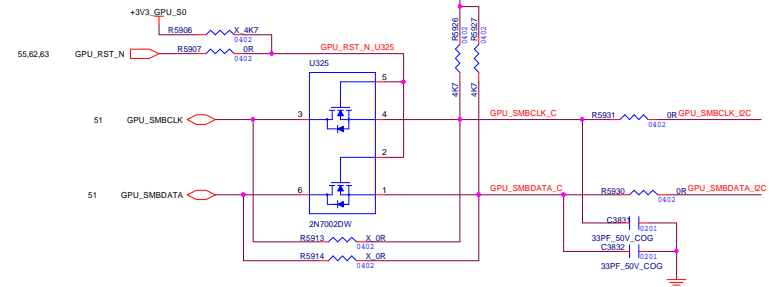 +3V3_GPU_S0
R5906 X_4K7
0402
55,62,63 GPU_RST_N R5907 0R
0402
GPU_RST_N_U325
R5926 0402 4K7
R5927 0402 4K7
U325
5
51 GPU_SMBCLK 3 4 GPU_SMBCLK_C R5931 0R GPU_SMBCLK_I2C
0402
2
51 GPU_SMBDATA 6 1 GPU_SMBDATA_C R5930 0R GPU_SMBDATA_I2C
0402
2N7002DW
C3831
0201
33PF_50V_COG
R5913 X_0R
0402
C3832
0201
33PF_50V_COG
R5914 X_0R
0402